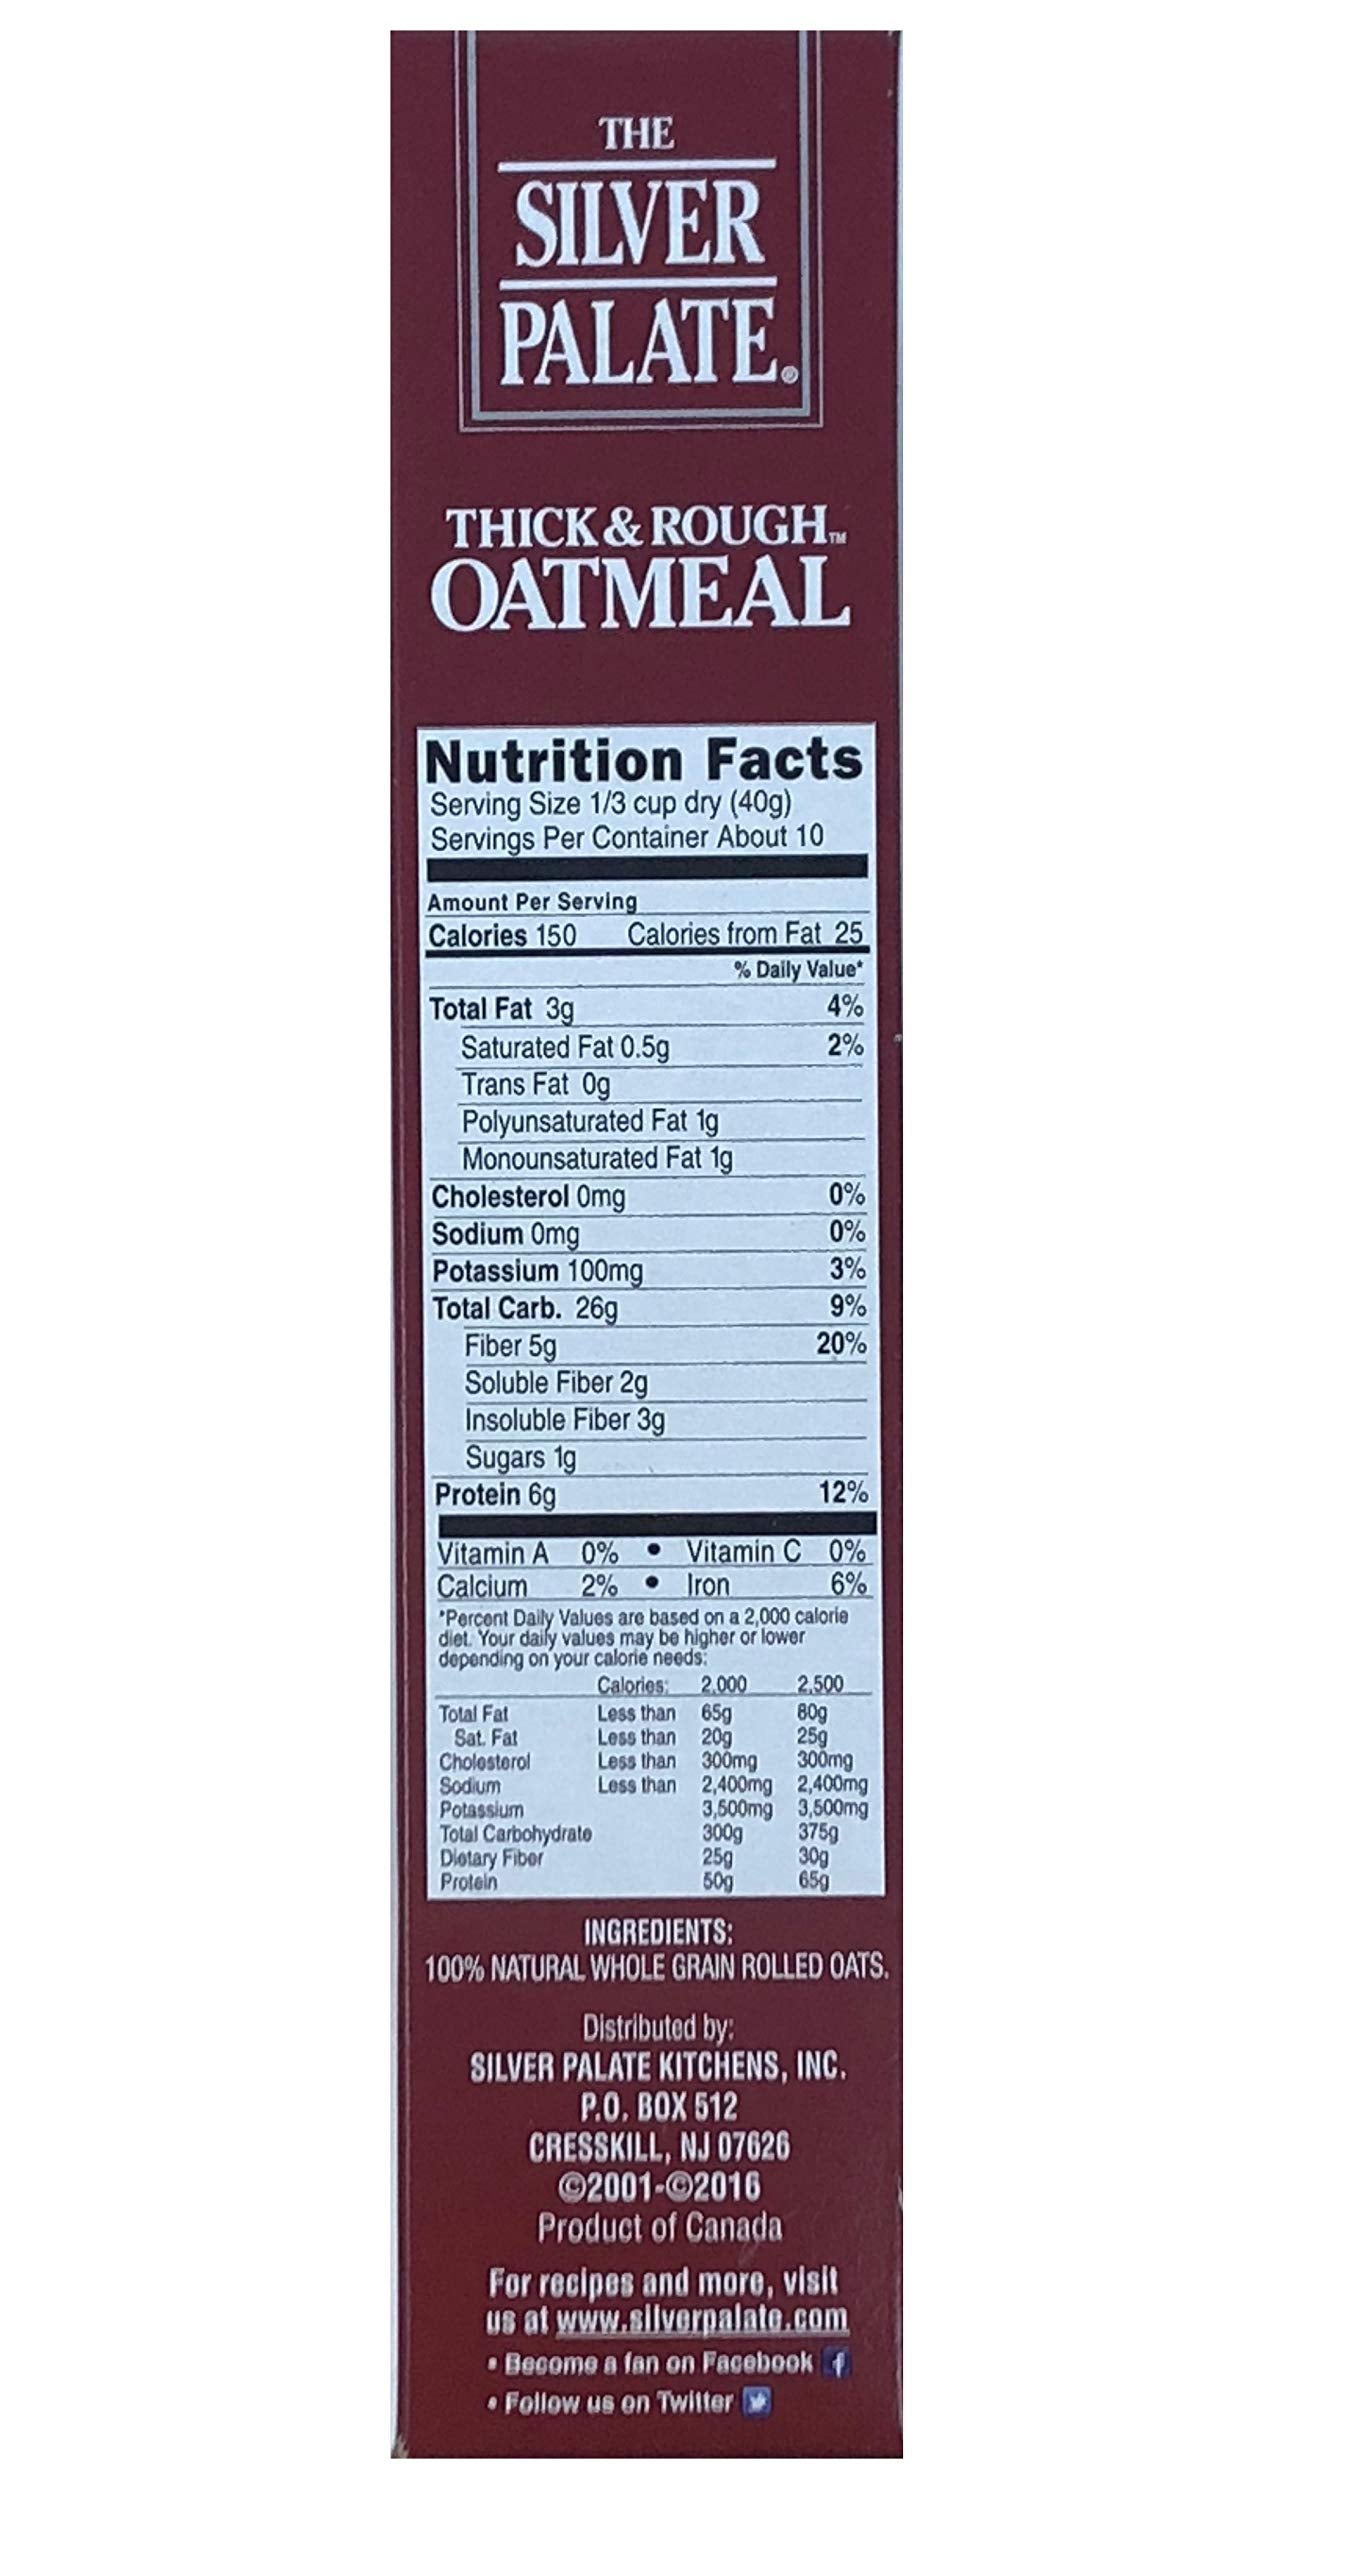 THE
SILVER
PALATE®
THICK & ROUGH™
OATMEAL
Nutrition Facts
Serving Size 1/3 cup dry (40g)
Servings Per Container About 10
Amount Per Serving
Calories 150 Calories from Fat 25
% Daily Value*
Total Fat 3g 4%
Saturated Fat 0.5g 2%
Trans Fat 0g
Polyunsaturated Fat 1g
Monounsaturated Fat 1g
Cholesterol 0mg 0%
Sodium 0mg 0%
Potassium 100mg 3%
Total Carb. 26g 9%
Fiber 5g 20%
Soluble Fiber 2g
Insoluble Fiber 3g
Sugars 1g
Protein 6g 12%
Vitamin A 0% • Vitamin C 0%
Calcium 2% • Iron 6%
*Percent Daily Values are based on a 2,000 calorie
diet. Your daily values may be higher or lower
depending on your calorie needs:
Calories: 2,000 2,500
Total Fat Less than 65g 80g
Sat. Fat Less than 20g 25g
Cholesterol Less than 300mg 300mg
Sodium Less than 2,400mg 2,400mg
Potassium 3,500mg 3,500mg
Total Carbohydrate 300g 375g
Dietary Fiber 25g 30g
Protein 50g 65g
INGREDIENTS:
100% NATURAL WHOLE GRAIN ROLLED OATS.
Distributed by:
SILVER PALATE KITCHENS, INC.
P.O. BOX 512
CRESSKILL, NJ 07626
©2001-©2016
Product of Canada
For recipes and more, visit
us at www.silverpalate.com
• Become a fan on Facebook f
• Follow us on Twitter